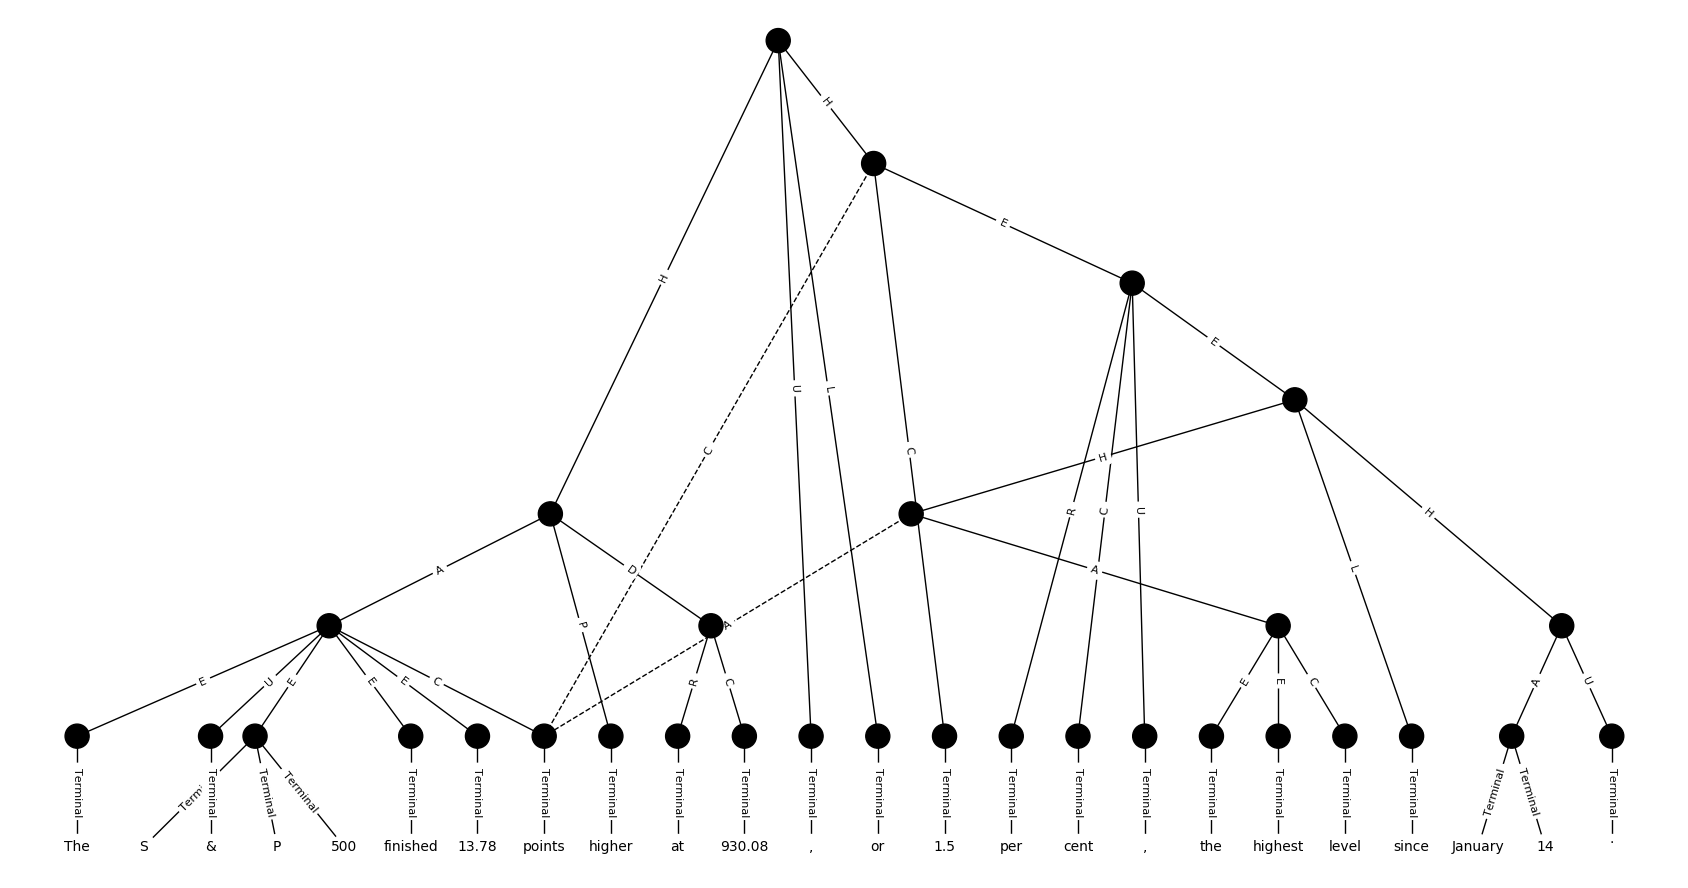 H
H
E
H
E
U
L
C
C
H
R
C
U
H
A
D
A
L
P
A
E
U
E
E
E
C
R
C
E
E
C
A
U
Terminal Terminal Terminal Terminal Terminal Terminal Terminal Terminal Terminal Terminal Terminal Terminal Terminal Terminal Terminal Terminal Terminal Terminal Terminal Terminal Terminal Terminal Terminal
The S & P 500 finished 13.78 points higher at 930.08 , or 1.5 per cent , the highest level since January 14 .